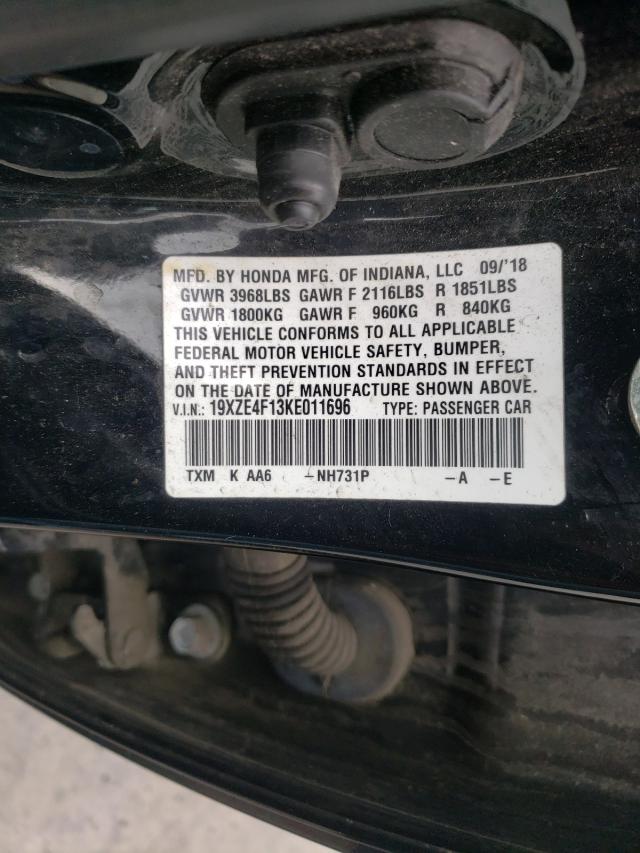 MFD. BY HONDA MFG. OF INDIANA, LLC 09/'18
GVWR 3968LBS GAWR F 2116LBS R 1851LBS
GVWR 1800KG GAWR F 960KG R 840KG
THIS VEHICLE CONFORMS TO ALL APPLICABLE
FEDERAL MOTOR VEHICLE SAFETY, BUMPER,
AND THEFT PREVENTION STANDARDS IN EFFECT
ON THE DATE OF MANUFACTURE SHOWN ABOVE.
V.I.N.: 19XZE4F13KE011696 TYPE: PASSENGER CAR
TXM K AA6 -NH731P -A -E